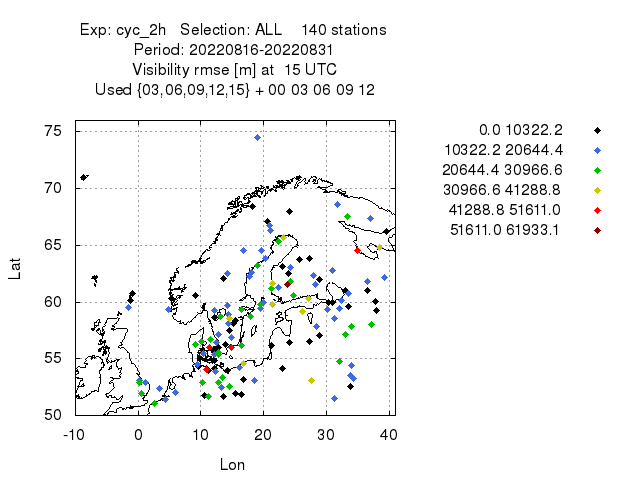 Exp: cyc_2h   Selection: ALL    140 stations
Period: 20220816-20220831
Visibility rmse [m] at  15 UTC
Used {03,06,09,12,15} + 00 03 06 09 12
0.0 10322.2
10322.2 20644.4
20644.4 30966.6
30966.6 41288.8
41288.8 51611.0
51611.0 61933.1
75
70
65
60
55
50
Lat
-10 0 10 20 30 40
Lon